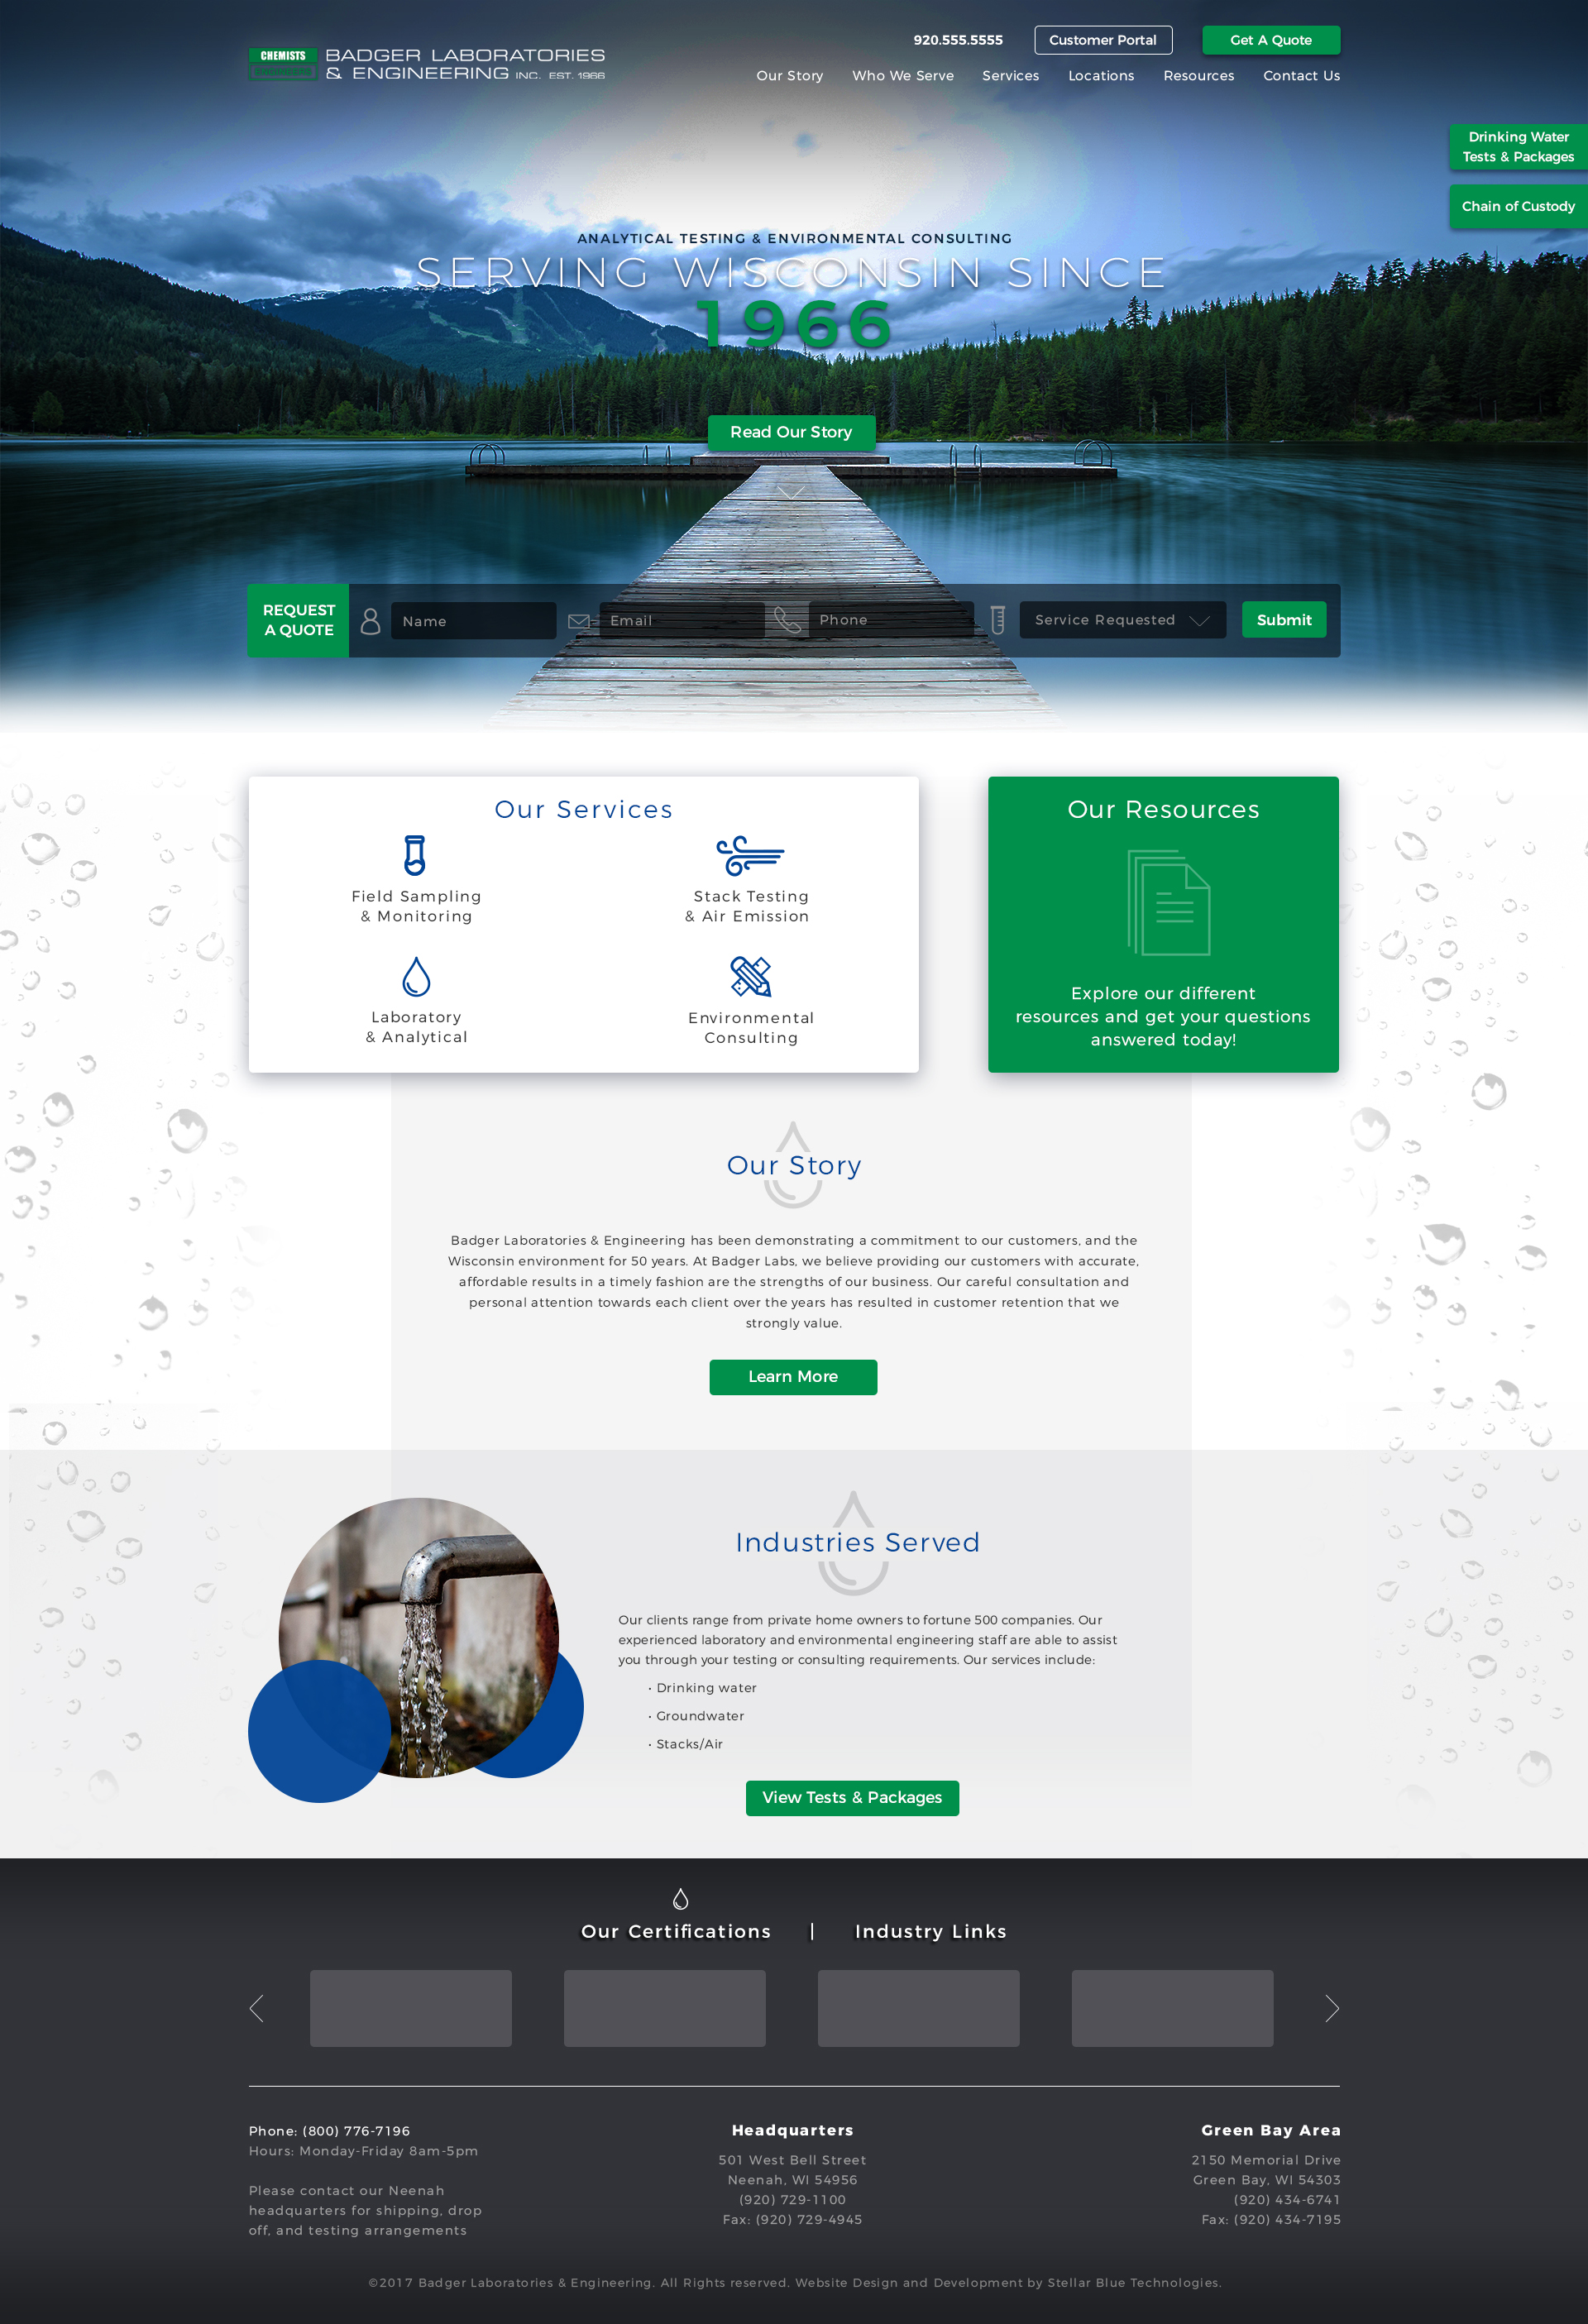 CHEMISTS
BADGER LABORATORIES
& ENGINEERING INC. EST. 1966
920.555.5555
Customer Portal
Get A Quote
Our Story
Who We Serve
Services
Locations
Resources
Contact Us
Drinking Water
Tests & Packages
Chain of Custody
ANALYTICAL TESTING & ENVIRONMENTAL CONSULTING
SERVING WISCONSIN SINCE
1966
Read Our Story
REQUEST
A QUOTE
Name
Email
Phone
Service Requested
Submit
Our Services
Field Sampling
& Monitoring
Stack Testing
& Air Emission
Laboratory
& Analytical
Environmental
Consulting
Our Resources
Explore our different
resources and get your questions
answered today!
Our Story
Badger Laboratories & Engineering has been demonstrating a commitment to our customers, and the
Wisconsin environment for 50 years. At Badger Labs, we believe providing our customers with accurate,
affordable results in a timely fashion are the strengths of our business. Our careful consultation and
personal attention towards each client over the years has resulted in customer retention that we
strongly value.
Learn More
Industries Served
Our clients range from private home owners to fortune 500 companies. Our
experienced laboratory and environmental engineering staff are able to assist
you through your testing or consulting requirements. Our services include:
• Drinking water
• Groundwater
• Stacks/Air
View Tests & Packages
Our Certifications | Industry Links
Phone: (800) 776-7196
Hours: Monday-Friday 8am-5pm
Please contact our Neenah
headquarters for shipping, drop
off, and testing arrangements
Headquarters
501 West Bell Street
Neenah, WI 54956
(920) 729-1100
Fax: (920) 729-4945
Green Bay Area
2150 Memorial Drive
Green Bay, WI 54303
(920) 434-6741
Fax: (920) 434-7195
©2017 Badger Laboratories & Engineering. All Rights reserved. Website Design and Development by Stellar Blue Technologies.